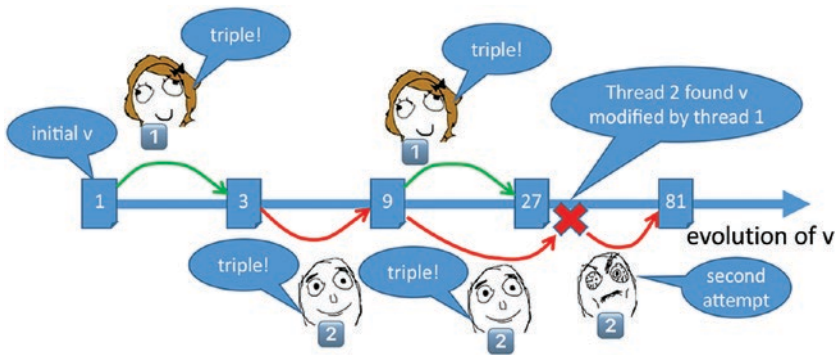 triple!
triple!
Thread 2 found v
modified by thread 1
initial v
1
1
1
3
9
27
81
evolution of v
triple!
triple!
second
attempt
2
2
2